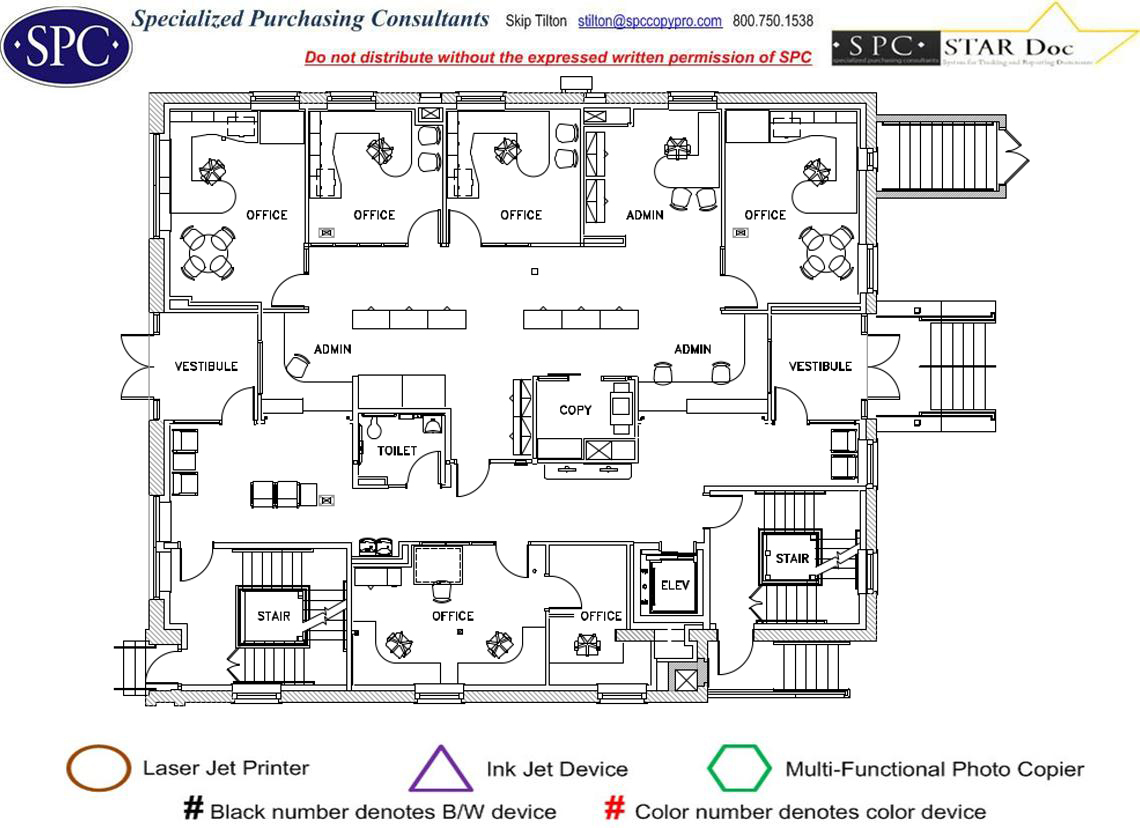 Specialized Purchasing Consultants Skip Tilton stilton@spccopypro.com 800.750.1538
·SPC·
Do not distribute without the expressed written permission of SPC
·SPC· STAR Doc
specialized purchasing consultants System for Tracking and Reporting Documents
OFFICE OFFICE OFFICE ADMIN OFFICE
ADMIN ADMIN
VESTIBULE VESTIBULE
COPY
TOILET
STAIR
ELEV
STAIR OFFICE OFFICE
Laser Jet Printer Ink Jet Device Multi-Functional Photo Copier
# Black number denotes B/W device # Color number denotes color device